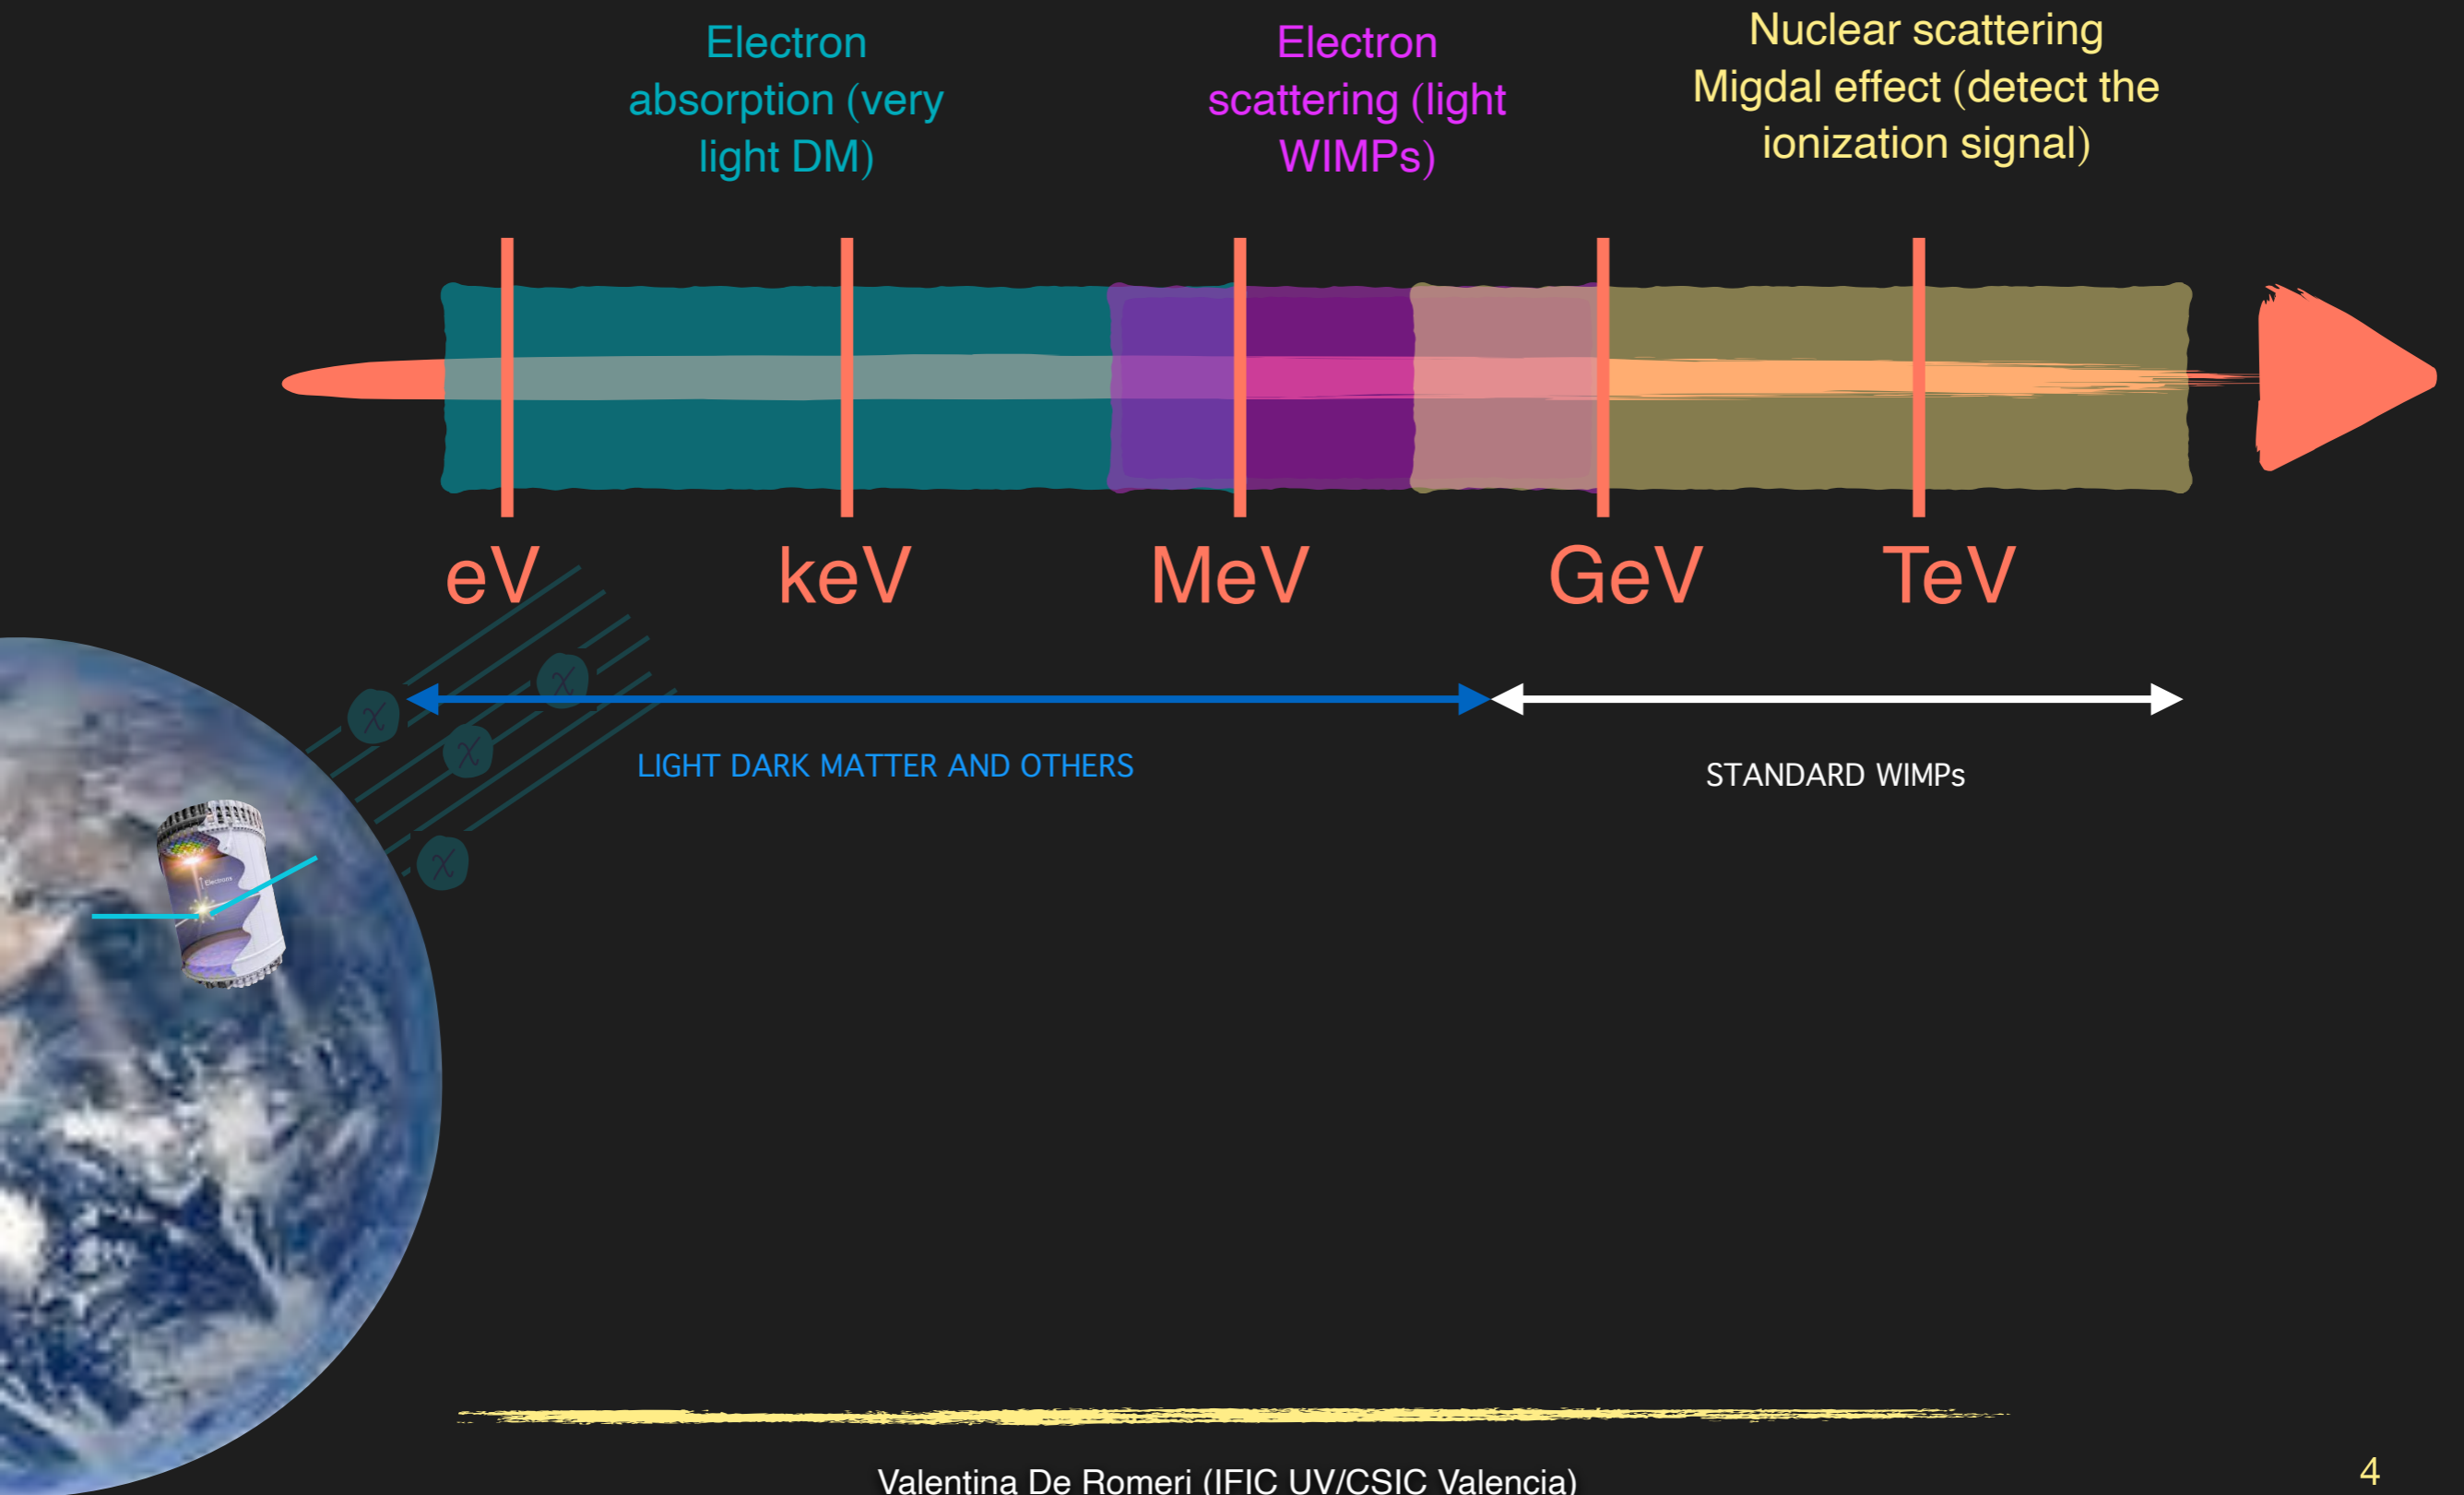 Electron
absorption (very
light DM)
Electron
scattering (light
WIMPs)
Nuclear scattering
Migdal effect (detect the
ionization signal)
eV
keV
MeV
GeV
TeV
χ
χ
χ
χ
LIGHT DARK MATTER AND OTHERS
STANDARD WIMPs
Electrons
Valentina De Romeri (IFIC UV/CSIC Valencia)
4